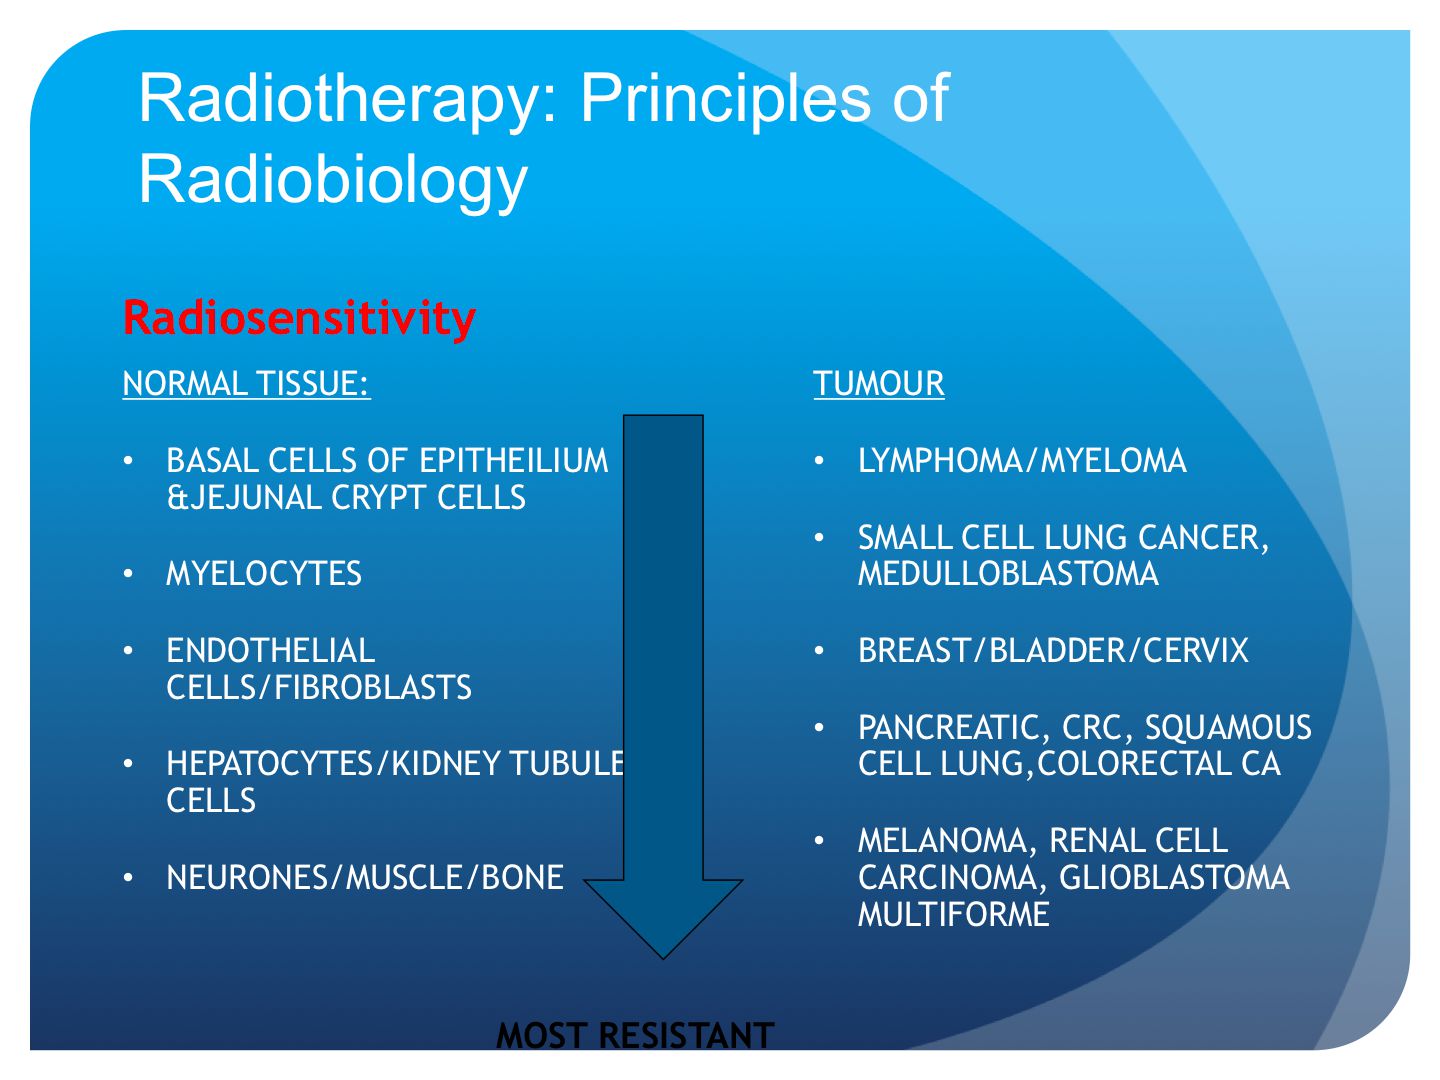 Radiotherapy: Principles of
Radiobiology
Radiosensitivity
NORMAL TISSUE:
• BASAL CELLS OF EPITHEILIUM
&JEJUNAL CRYPT CELLS
• MYELOCYTES
• ENDOTHELIAL
CELLS/FIBROBLASTS
• HEPATOCYTES/KIDNEY TUBULE
CELLS
• NEURONES/MUSCLE/BONE
TUMOUR
• LYMPHOMA/MYELOMA
• SMALL CELL LUNG CANCER,
MEDULLOBLASTOMA
• BREAST/BLADDER/CERVIX
• PANCREATIC, CRC, SQUAMOUS
CELL LUNG,COLORECTAL CA
• MELANOMA, RENAL CELL
CARCINOMA, GLIOBLASTOMA
MULTIFORME
MOST RESISTANT